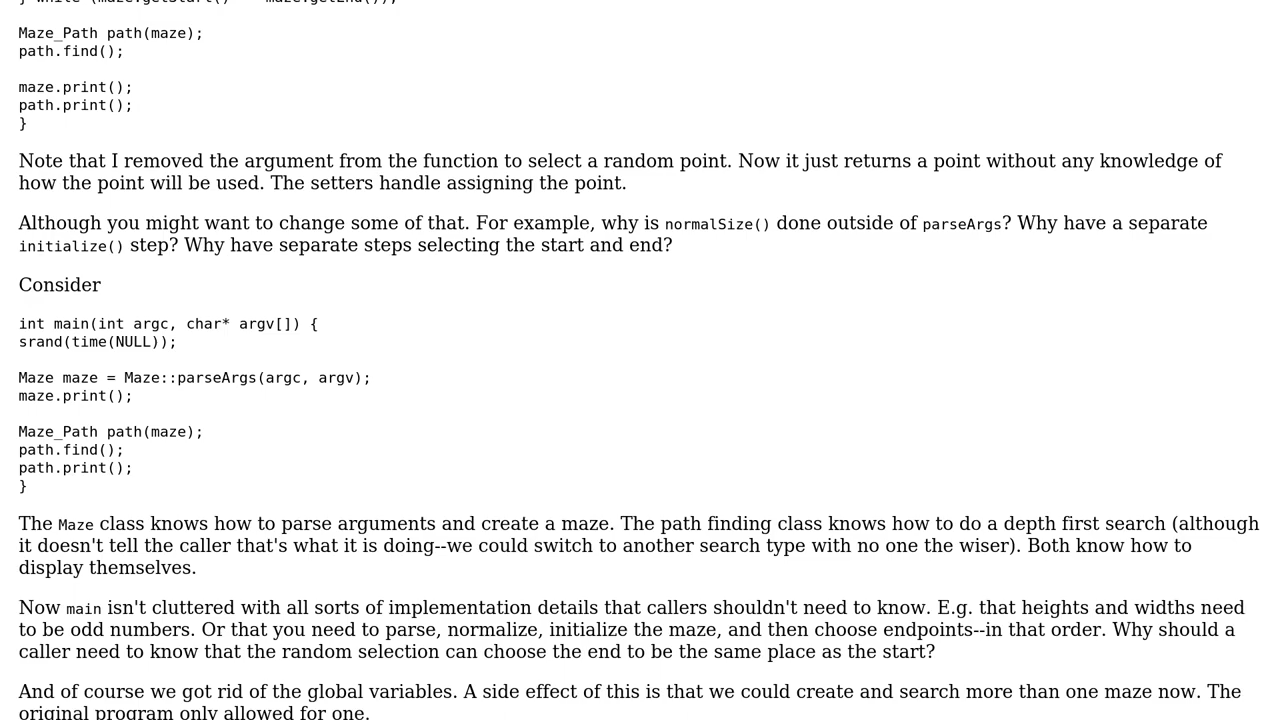 } while (maze.getStart() == maze.getEnd());
Maze_Path path(maze);
path.find();
maze.print();
path.print();
}
Note that I removed the argument from the function to select a random point. Now it just returns a point without any knowledge of
how the point will be used. The setters handle assigning the point.
Although you might want to change some of that. For example, why is normalSize() done outside of parseArgs? Why have a separate
initialize() step? Why have separate steps selecting the start and end?
Consider
int main(int argc, char* argv[]) {
srand(time(NULL));
Maze maze = Maze::parseArgs(argc, argv);
maze.print();
Maze_Path path(maze);
path.find();
path.print();
}
The Maze class knows how to parse arguments and create a maze. The path finding class knows how to do a depth first search (although
it doesn't tell the caller that's what it is doing--we could switch to another search type with no one the wiser). Both know how to
display themselves.
Now main isn't cluttered with all sorts of implementation details that callers shouldn't need to know. E.g. that heights and widths need
to be odd numbers. Or that you need to parse, normalize, initialize the maze, and then choose endpoints--in that order. Why should a
caller need to know that the random selection can choose the end to be the same place as the start?
And of course we got rid of the global variables. A side effect of this is that we could create and search more than one maze now. The
original program only allowed for one.